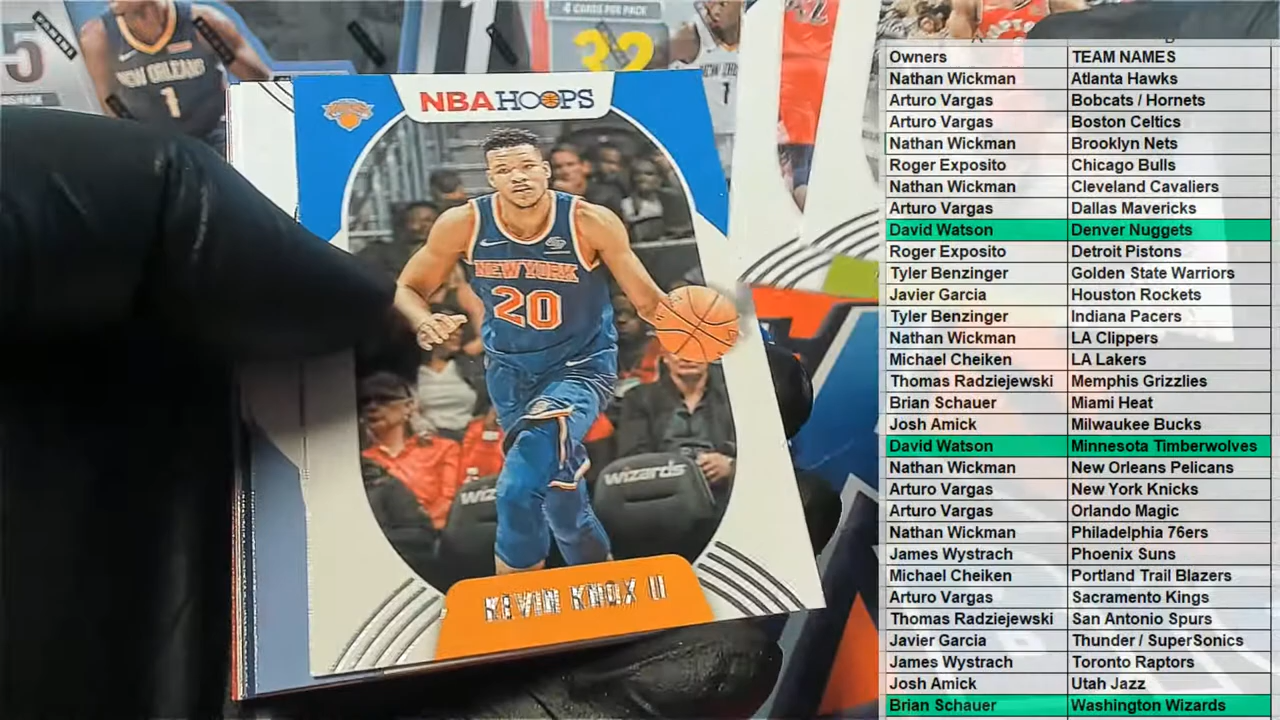 5
PANINI
NEW ORLEANS
1
4 CARDS PER PACK
32
1
NBA HOOPS
NEW YORK
20
wizards
KEVIN KNOX II
Owners TEAM NAMES
Nathan Wickman Atlanta Hawks
Arturo Vargas Bobcats / Hornets
Arturo Vargas Boston Celtics
Nathan Wickman Brooklyn Nets
Roger Exposito Chicago Bulls
Nathan Wickman Cleveland Cavaliers
Arturo Vargas Dallas Mavericks
David Watson Denver Nuggets
Roger Exposito Detroit Pistons
Tyler Benzinger Golden State Warriors
Javier Garcia Houston Rockets
Tyler Benzinger Indiana Pacers
Nathan Wickman LA Clippers
Michael Cheiken LA Lakers
Thomas Radziejewski Memphis Grizzlies
Brian Schauer Miami Heat
Josh Amick Milwaukee Bucks
David Watson Minnesota Timberwolves
Nathan Wickman New Orleans Pelicans
Arturo Vargas New York Knicks
Arturo Vargas Orlando Magic
Nathan Wickman Philadelphia 76ers
James Wystrach Phoenix Suns
Michael Cheiken Portland Trail Blazers
Arturo Vargas Sacramento Kings
Thomas Radziejewski San Antonio Spurs
Javier Garcia Thunder / SuperSonics
James Wystrach Toronto Raptors
Josh Amick Utah Jazz
Brian Schauer Washington Wizards